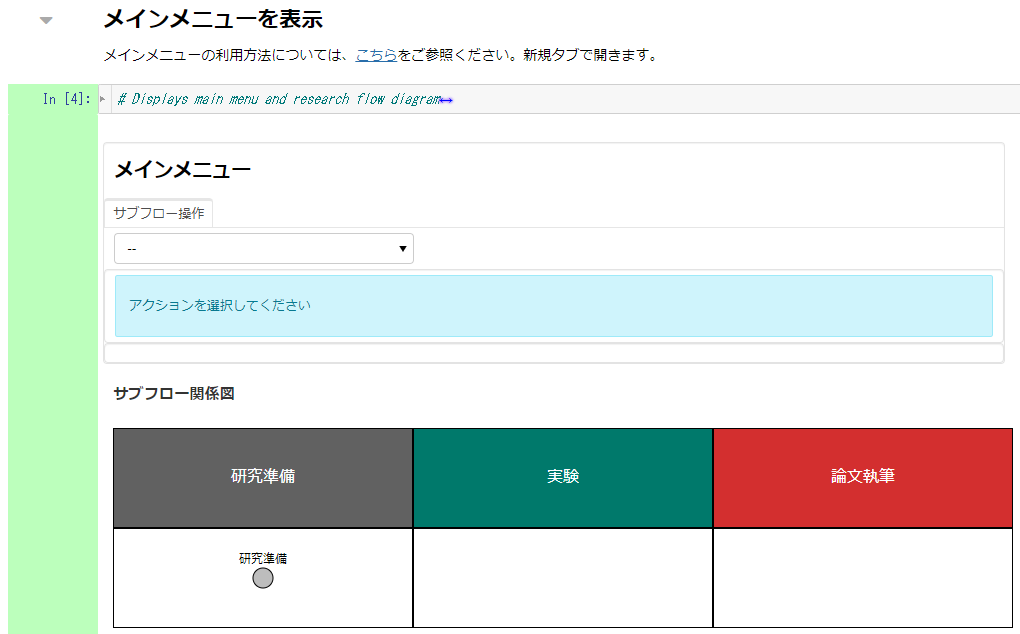 メインメニューを表示
メインメニューの利用方法については、こちらをご参照ください。新規タブで開きます。
In [4]: # Displays main menu and research flow diagram
メインメニュー
サブフロー操作
--
アクションを選択してください
サブフロー関係図
研究準備 実験 論文執筆
研究準備